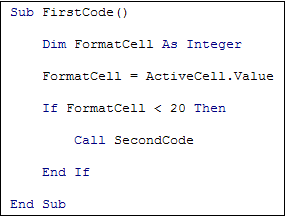 Sub FirstCode()
Dim FormatCell As Integer
FormatCell = ActiveCell.Value
If FormatCell < 20 Then
Call SecondCode
End If
End Sub